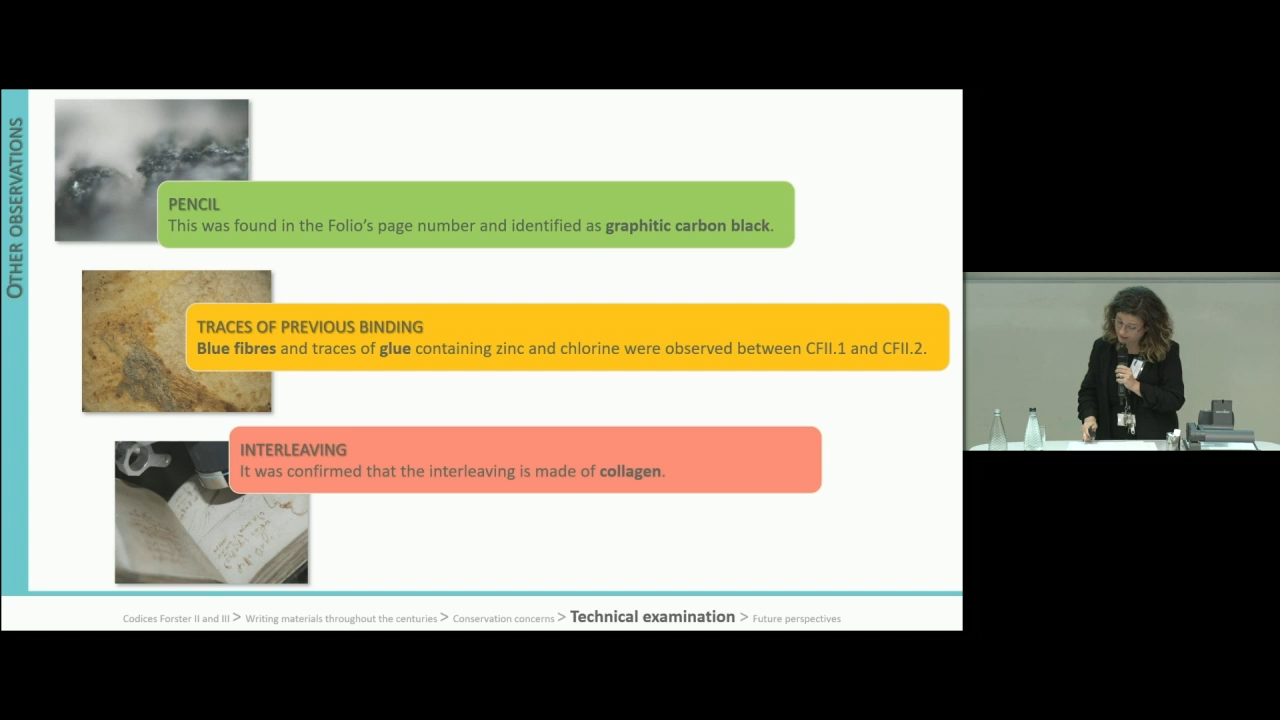 OTHER OBSERVATIONS
PENCIL
This was found in the Folio's page number and identified as graphitic carbon black.
TRACES OF PREVIOUS BINDING
Blue fibres and traces of glue containing zinc and chlorine were observed between CFII.1 and CFII.2.
INTERLEAVING
It was confirmed that the interleaving is made of collagen.
Codices Forster II and III > Writing materials throughout the centuries > Conservation concerns > Technical examination > Future perspectives